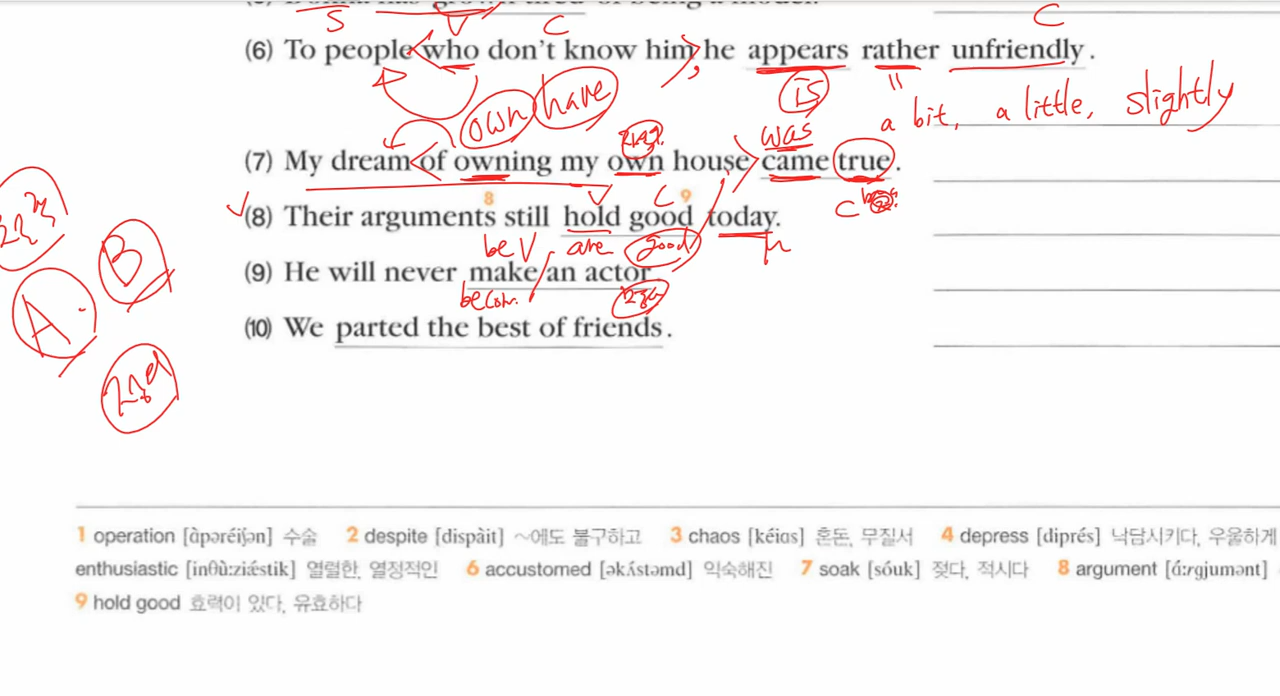 S V C C
(6) To people who don't know him, he appears rather unfriendly.
is
a bit, a little, slightly
own have
was
(7) My dream of owning my own house came true.
V C C
(8) Their arguments still hold good today.
8 9
be V are good
(9) He will never make an actor
becom.
(10) We parted the best of friends.
A B
1 operation [àpəréiʃən] 수술 2 despite [dispàit] ~에도 불구하고 3 chaos [kéiɑs] 혼돈, 무질서 4 depress [diprés] 낙담시키다, 우울하게
enthusiastic [inθùːziǽstik] 열렬한, 열정적인 6 accustomed [əkʌ́stəmd] 익숙해진 7 soak [sóuk] 젖다, 적시다 8 argument [ɑ́ːrgjumənt]
9 hold good 효력이 있다, 유효하다